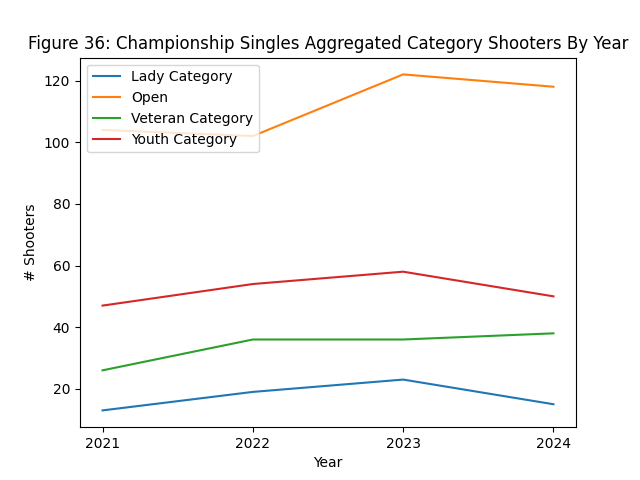 Figure 36: Championship Singles Aggregated Category Shooters By Year
Lady Category
Open
Veteran Category
Youth Category
120
100
80
60
40
20
# Shooters
2021 2022 2023 2024
Year